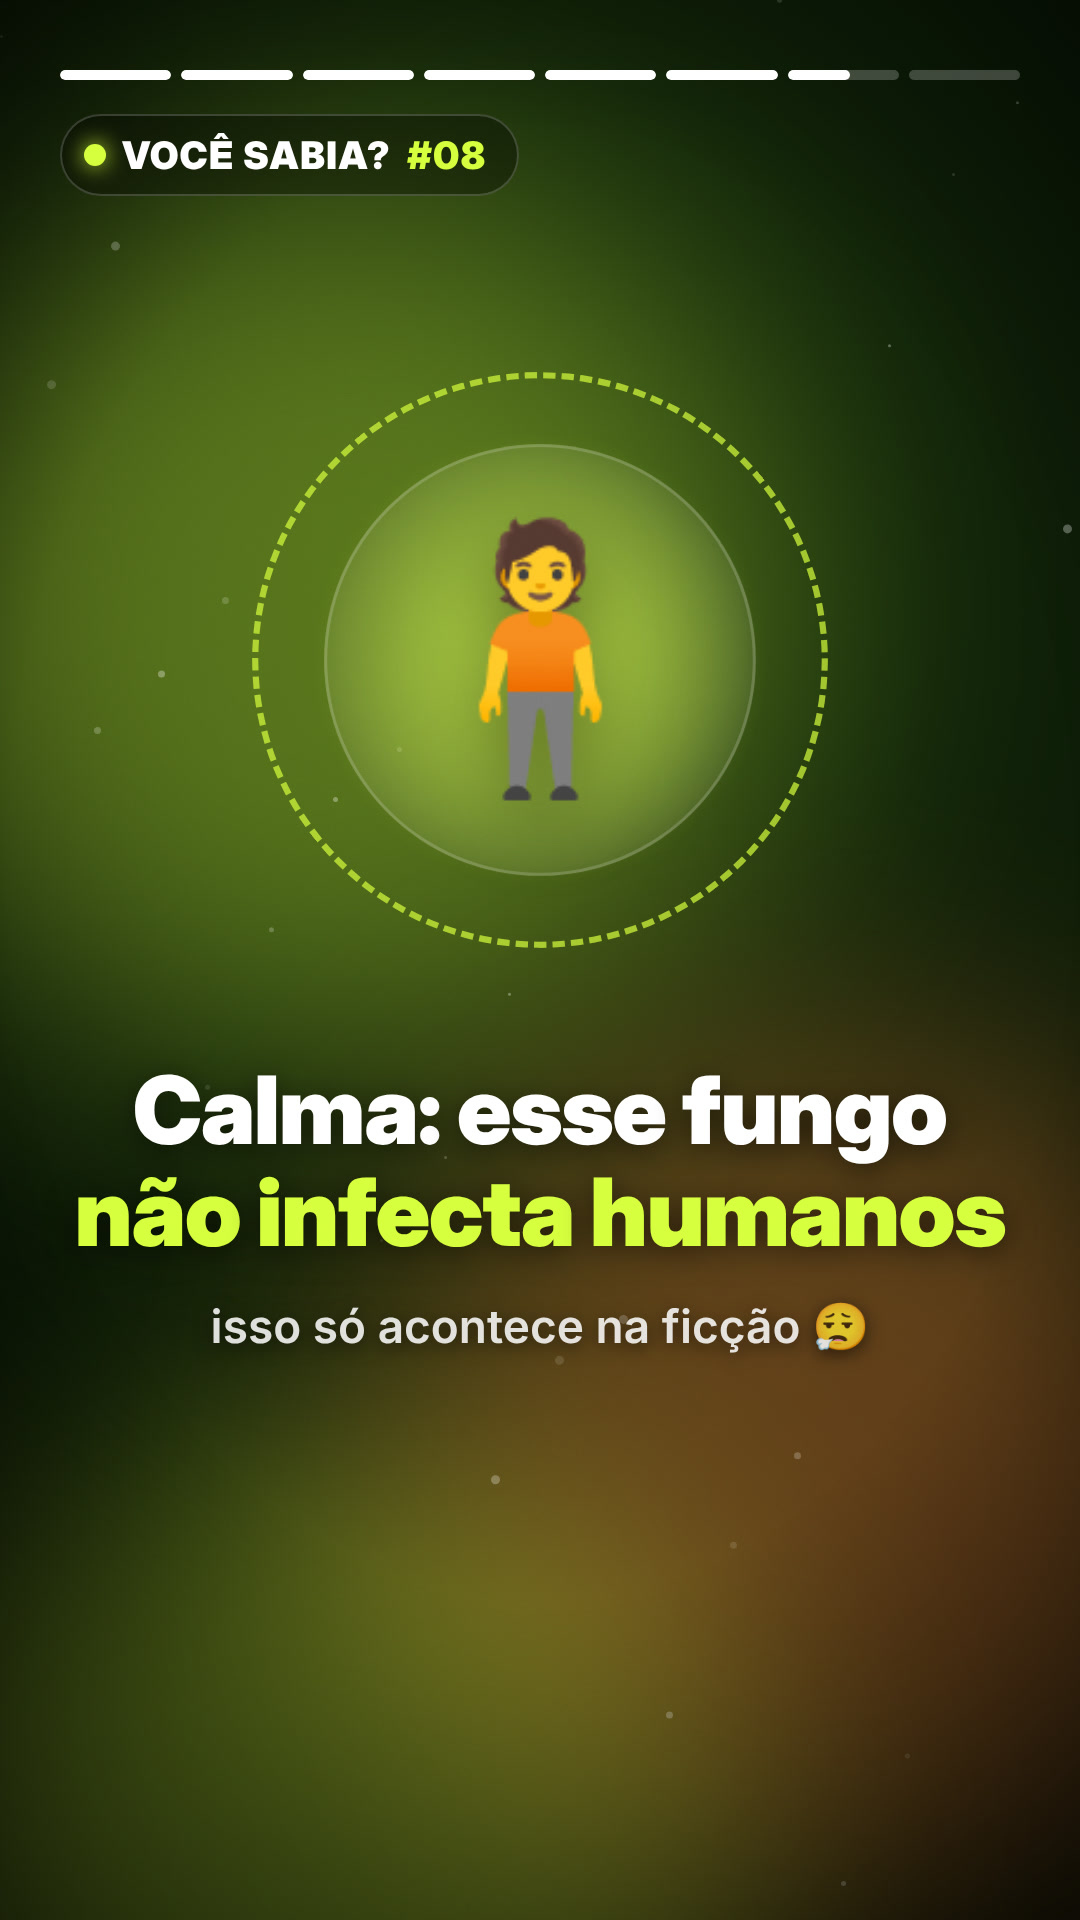 VOCÊ SABIA? #08
Calma: esse fungo
não infecta humanos
isso só acontece na ficção 😮‍💨